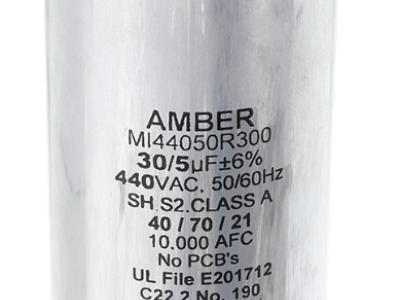 AMBER
MI44050R300
30/5µF±6%
440VAC, 50/60Hz
SH.S2.CLASS A
40 / 70 / 21
10.000 AFC
No PCB's
UL File E201712
C22.2 No. 190